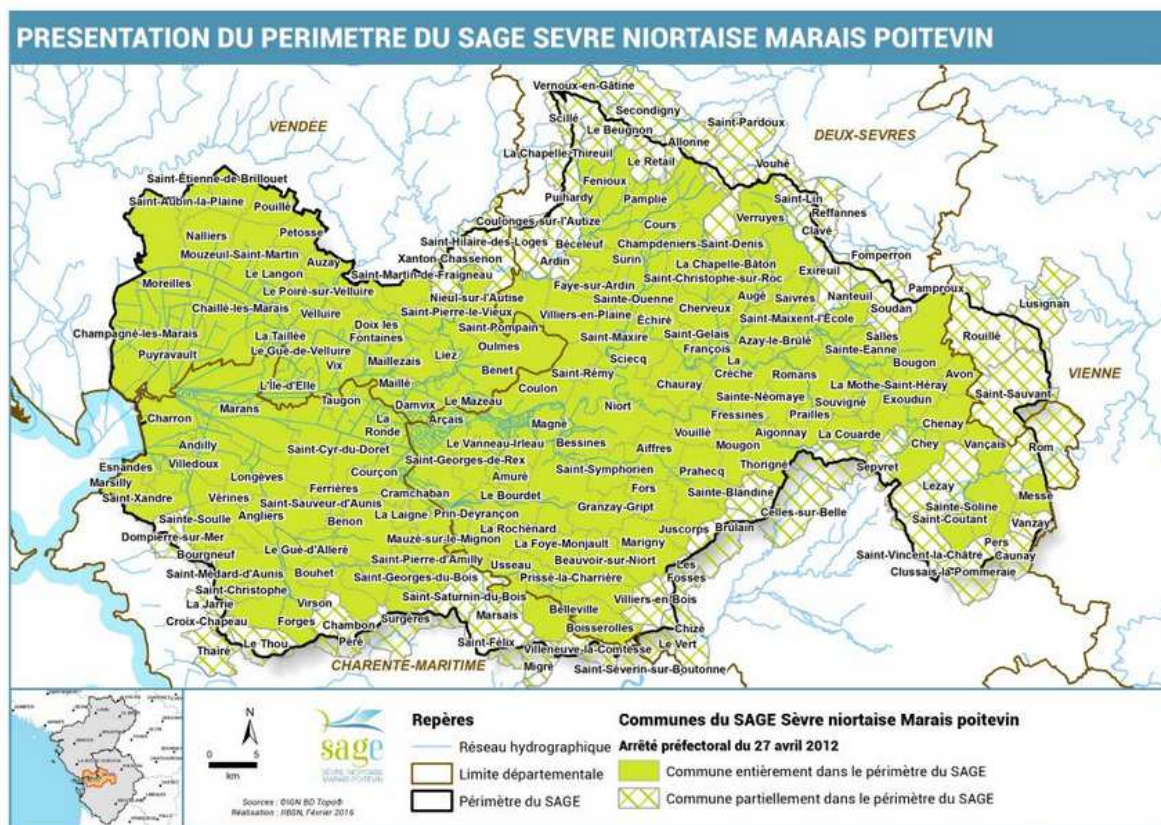 PRESENTATION DU PERIMETRE DU SAGE SEVRE NIORTAISE MARAIS POITEVIN
Vernoux-en-Gâtine
Secondigny
Scillé
Le Beugnon
Saint-Pardoux
VENDEE
DEUX-SEVRES
Allonne
La Chapelle-Thireuil
Le Retail
Vouhé
Fenioux
Saint-Étienne-de-Brillouet
Puihardy
Pamplie
Saint-Lin
Saint-Aubin-la-Plaine
Pouillé
Reffannes
Coulonges-sur-l'Autize
Verruyes
Clavé
Cours
Petosse
Nalliers
Saint-Hilaire-des-Loges
Béceleuf
Champdeniers-Saint-Denis
Mouzeuil-Saint-Martin
Xanton-Chassenon
Ardin
Surin
Fomperron
Auzay
La Chapelle-Bâton
Exireuil
Le Langon
Saint-Martin-de-Fraigneau
Saint-Christophe-sur-Roc
Moreilles
Faye-sur-Ardin
Pamproux
Le Poiré-sur-Velluire
Nieul-sur-l'Autise
Sainte-Ouenne
Augé
Saivres
Nanteuil
Lusignan
Chaillé-les-Marais
Velluire
Saint-Pierre-le-Vieux
Villiers-en-Plaine
Cherveux
Soudan
Échiré
Saint-Maixent-l'École
Doix les
Fontaines
Saint-Pompain
Champagné-les-Marais
La Taillée
Saint-Maxire
Saint-Gelais
Azay-le-Brûlé
Salles
Rouillé
Oulmes
François
Sainte-Eanne
Puyravault
Le Gué-de-Velluire
Liez
Sciecq
La
Crèche
Bougon
Vix
Maillezais
Benet
Saint-Rémy
Romans
Avon
VIENNE
L'Île-d'Elle
Maillé
Coulon
Chauray
La Mothe-Saint-Héray
Saint-Sauvant
Taugon
Damvix
Le Mazeau
Niort
Sainte-Néomaye
Souvigné
Exoudun
Charron
Marans
La
Ronde
Arçais
Magné
Fressines
Prailles
Chenay
Vouillé
Aigonnay
La Couarde
Andilly
Le Vanneau-Irleau
Bessines
Aiffres
Mougon
Chey
Vançais
Rom
Saint-Cyr-du-Doret
Esnandes
Villedoux
Saint-Georges-de-Rex
Thorigné
Sepvret
Marsilly
Longèves
Courçon
Amuré
Saint-Symphorien
Prahecq
Lezay
Saint-Xandre
Vérines
Ferrières
Cramchaban
Le Bourdet
Fors
Sainte-Blandine
Messé
Saint-Sauveur-d'Aunis
Sainte-Soline
Sainte-Soulle
Angliers
Benon
La Laigne
Prin-Deyrançon
Granzay-Gript
Celles-sur-Belle
Saint-Coutant
Vanzay
Dompierre-sur-Mer
La Rochénard
Juscorps
Brûlain
Mauzé-sur-le-Mignon
La Foye-Monjault
Marigny
Pers
Bourgneuf
Le Gué-d'Alleré
Saint-Pierre-d'Amilly
Usseau
Beauvoir-sur-Niort
Saint-Vincent-la-Châtre
Caunay
Saint-Médard-d'Aunis
Bouhet
Saint-Georges-du-Bois
Prissé-la-Charrière
Les
Fosses
Clussais-la-Pommeraie
Saint-Christophe
Saint-Saturnin-du-Bois
Villiers-en-Bois
La Jarrie
Virson
Belleville
Croix-Chapeau
Forges
Chambon
Surgères
Marsais
Boisserolles
Chizé
Thairé
Le Thou
Péré
Saint-Félix
Villeneuve-la-Comtesse
Le Vert
CHARENTE-MARITIME
Migré
Saint-Séverin-sur-Boutonne
N
0 5
km
sage
SÈVRE NIORTAISE
MARAIS POITEVIN
Sources : ©IGN BD Topo®
Réalisation : IIBSN, Février 2016
Repères
Réseau hydrographique
Limite départementale
Périmètre du SAGE
Communes du SAGE Sèvre niortaise Marais poitevin
Arrêté préfectoral du 27 avril 2012
Commune entièrement dans le périmètre du SAGE
Commune partiellement dans le périmètre du SAGE